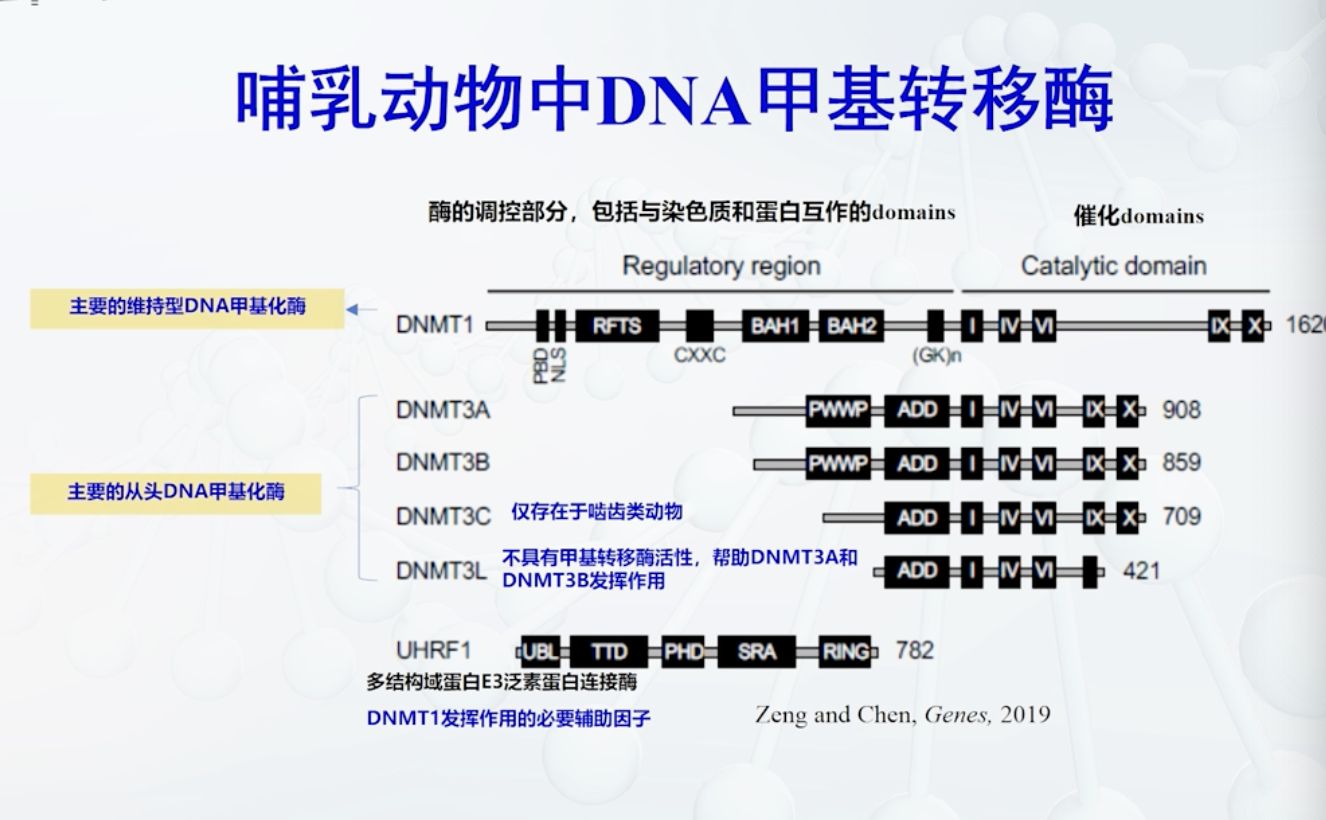 哺乳动物中DNA甲基转移酶
酶的调控部分，包括与染色质和蛋白互作的domains
催化domains
Regulatory region
Catalytic domain
主要的维持型DNA甲基化酶
DNMT1
RFTS
BAH1
BAH2
I
IV
VI
IX
X
PBD
NLS
CXXC
(GK)n
DNMT3A
PWWP
ADD
I
IV
VI
IX
X
908
DNMT3B
PWWP
ADD
I
IV
VI
IX
X
859
主要的从头DNA甲基化酶
DNMT3C
仅存在于啮齿类动物
ADD
I
IV
VI
IX
X
709
DNMT3L
不具有甲基转移酶活性，帮助DNMT3A和
DNMT3B发挥作用
ADD
I
IV
VI
421
UHRF1
UBL
TTD
PHD
SRA
RING
782
多结构域蛋白E3泛素蛋白连接酶
DNMT1发挥作用的必要辅助因子
Zeng and Chen, Genes, 2019